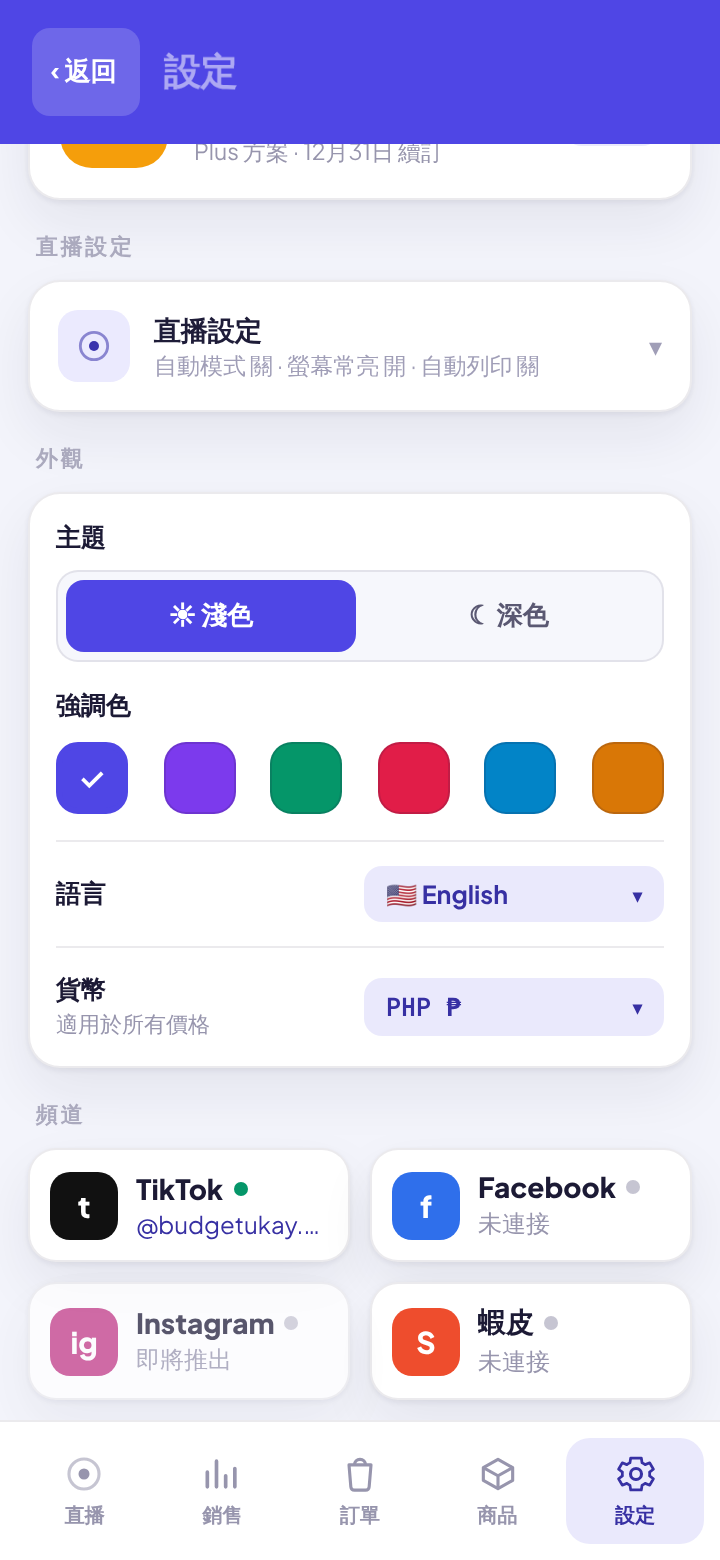 ‹ 返回
設定
Plus 方案 · 12月31日 續訂
直播設定
直播設定
自動模式 關 · 螢幕常亮 開 · 自動列印 關
▼
外觀
主題
☀ 淺色
☾ 深色
強調色
✓
語言
🇺🇸 English ▼
貨幣
適用於所有價格
PHP ₱ ▼
頻道
t
TikTok
@budgetukay....
f
Facebook
未連接
ig
Instagram
即將推出
S
蝦皮
未連接
直播
銷售
訂單
商品
設定